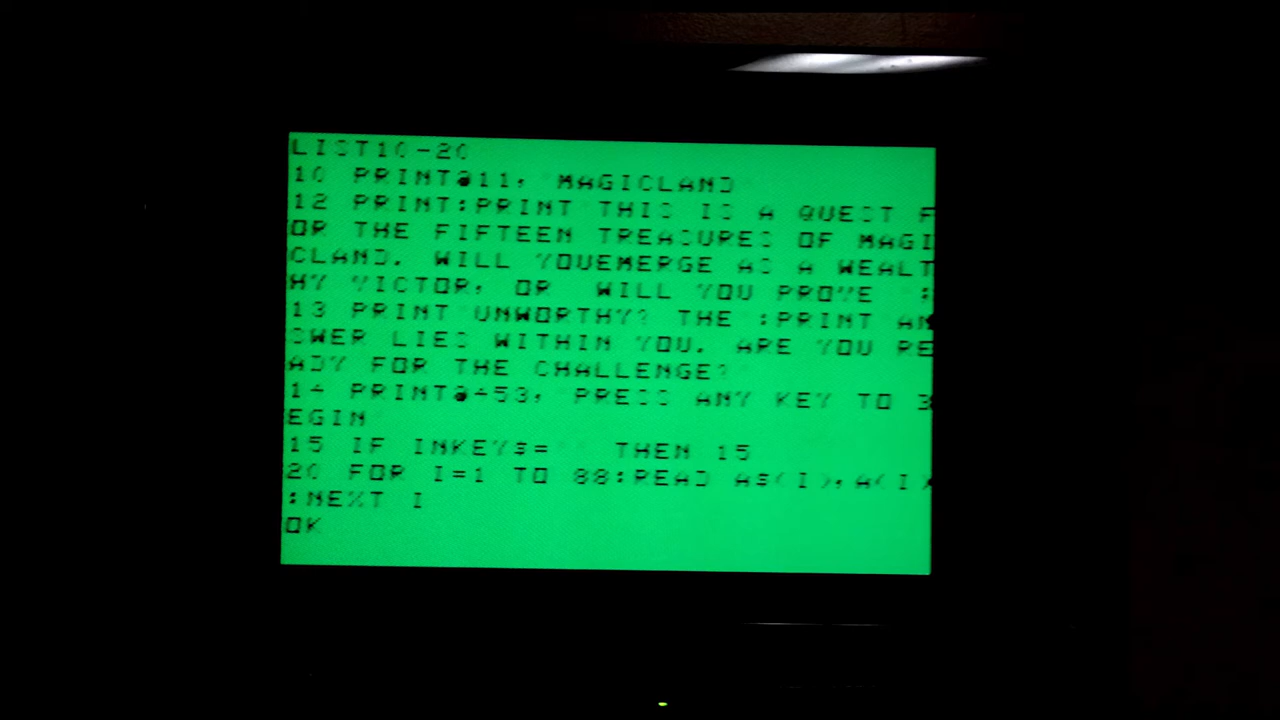 LIST10-20
10 PRINT@11, "MAGICLAND"
12 PRINT:PRINT"THIS IS A QUEST F
OR THE FIFTEEN TREASURES OF MAGI
CLAND. WILL YOUEMERGE AS A WEALT
HY VICTOR, OR  WILL YOU PROVE ":
13 PRINT"UNWORTHY? THE":PRINT"AN
SWER LIES WITHIN YOU. ARE YOU RE
ADY FOR THE CHALLENGE?"
14 PRINT@453,"PRESS ANY KEY TO B
EGIN"
15 IF INKEY$="" THEN 15
20 FOR I=1 TO 88:READ A$(I),A(I)
:NEXT I
OK